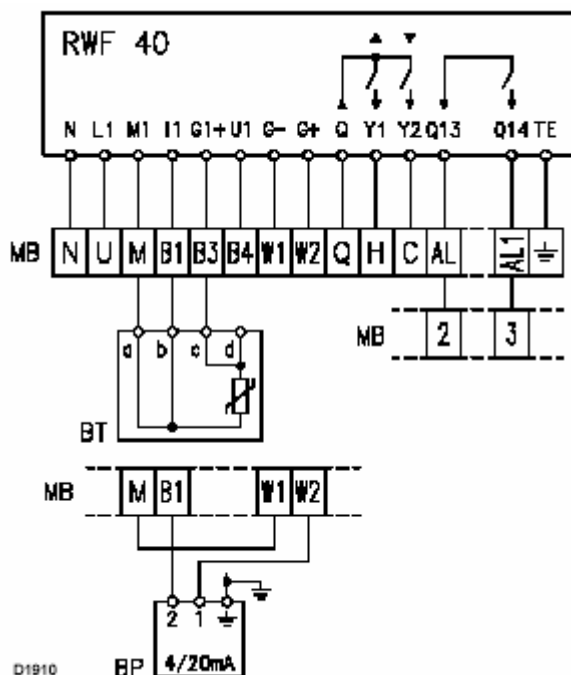 RWF 40
N L1 M1 I1 G1+ U1 G- G+ Q Y1 Y2 Q13 Q14 TE
MB N U M B1 B3 B4 W1 W2 Q H C AL AL1
MB 2 3
a b c d
BT
MB M B1 W1 W2
2 1
BP 4/20mA
D1910